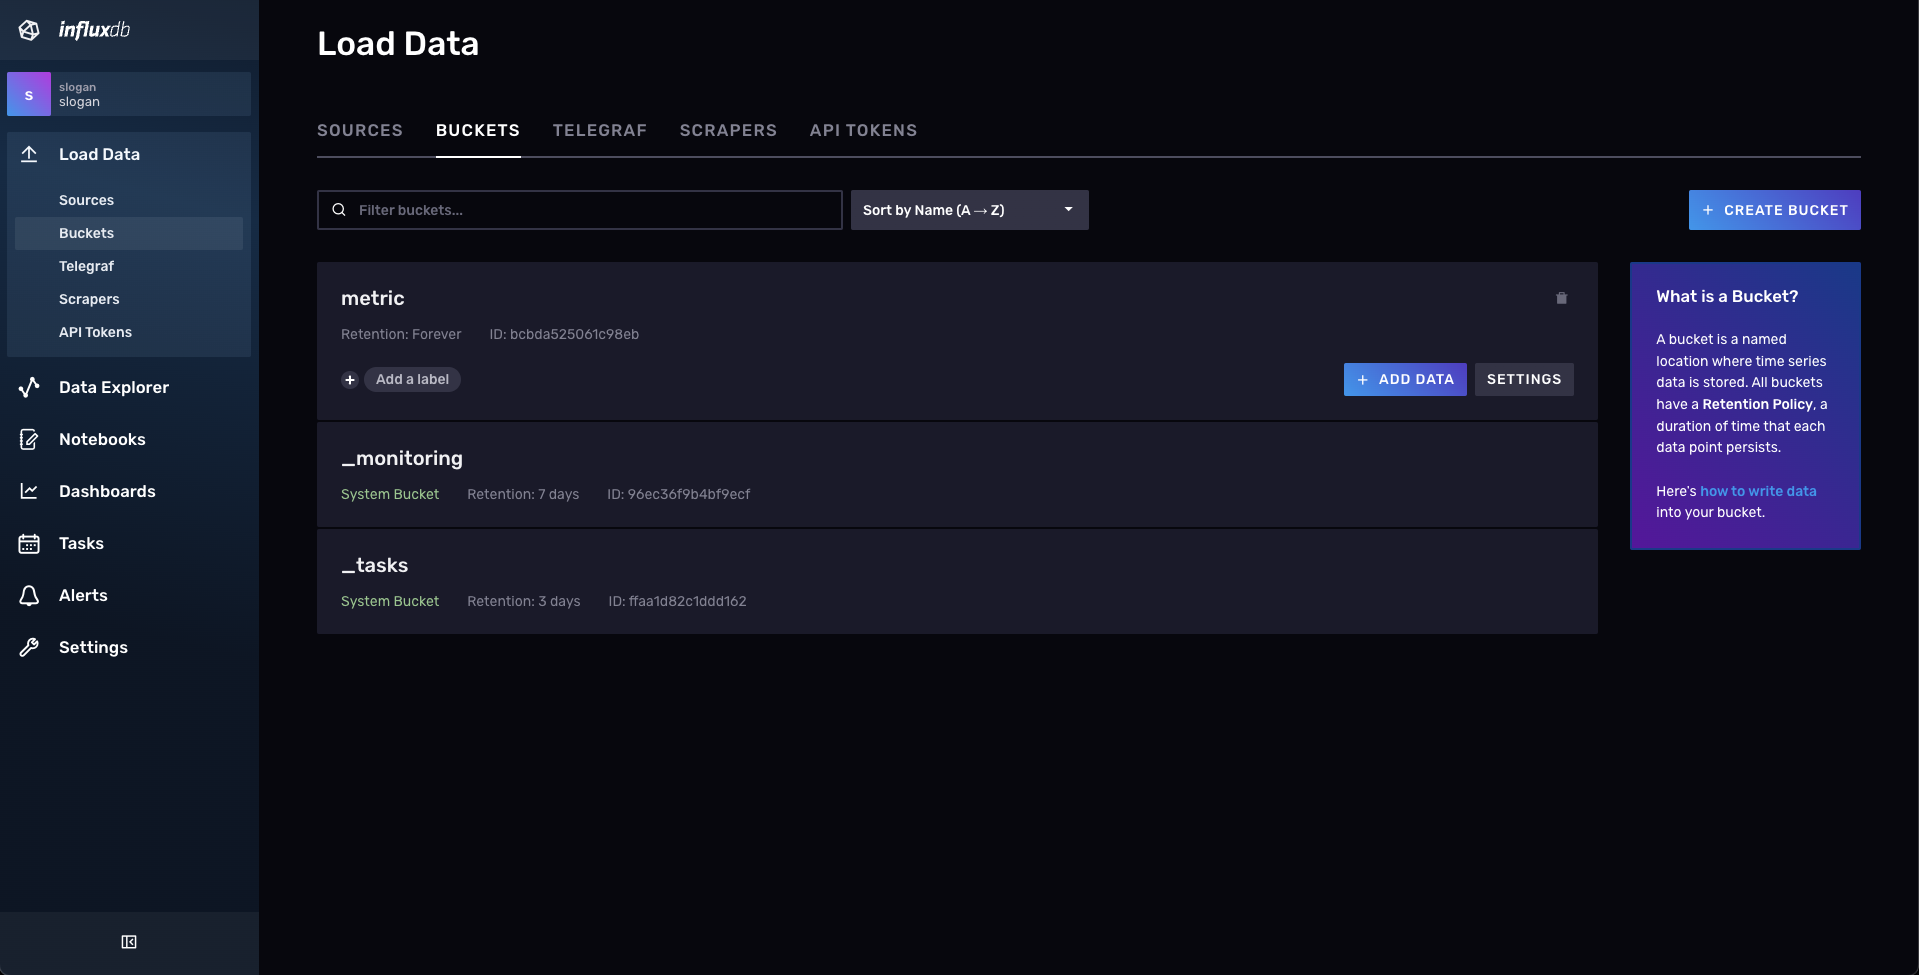 influxdb
s
slogan
slogan
Load Data
Sources
Buckets
Telegraf
Scrapers
API Tokens
Data Explorer
Notebooks
Dashboards
Tasks
Alerts
Settings
Load Data
SOURCES BUCKETS TELEGRAF SCRAPERS API TOKENS
Filter buckets...
Sort by Name (A → Z)
+ CREATE BUCKET
metric
Retention: Forever ID: bcbda525061c98eb
+ Add a label
+ ADD DATA SETTINGS
_monitoring
System Bucket Retention: 7 days ID: 96ec36f9b4bf9ecf
_tasks
System Bucket Retention: 3 days ID: ffaa1d82c1ddd162
What is a Bucket?
A bucket is a named
location where time series
data is stored. All buckets
have a Retention Policy, a
duration of time that each
data point persists.
Here's how to write data
into your bucket.